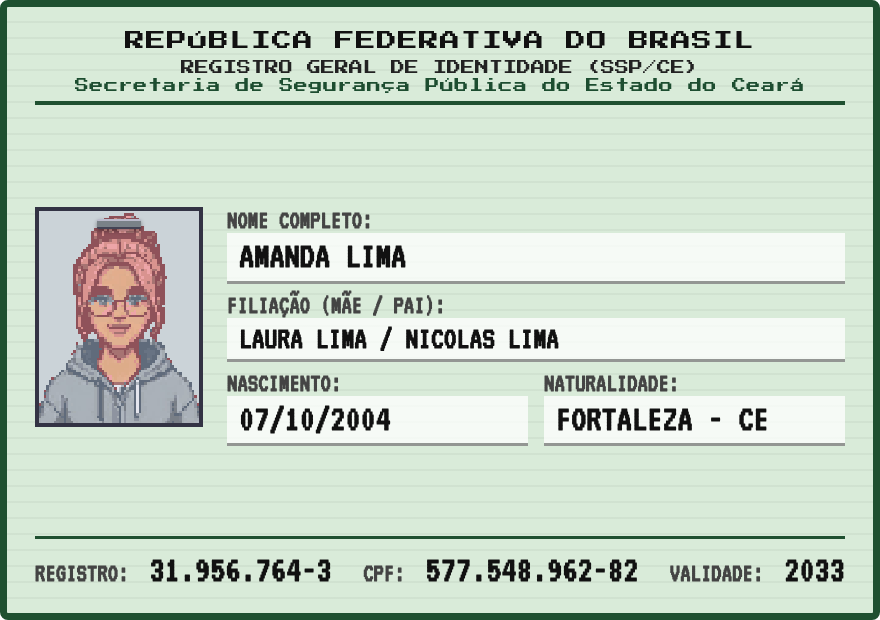 REPúBLICA FEDERATIVA DO BRASIL
REGISTRO GERAL DE IDENTIDADE (SSP/CE)
Secretaria de Segurança Pública do Estado do Ceará
NOME COMPLETO:
AMANDA LIMA
FILIAÇÃO (MÃE / PAI):
LAURA LIMA / NICOLAS LIMA
NASCIMENTO: NATURALIDADE:
07/10/2004 FORTALEZA - CE
REGISTRO: 31.956.764-3 CPF: 577.548.962-82 VALIDADE: 2033